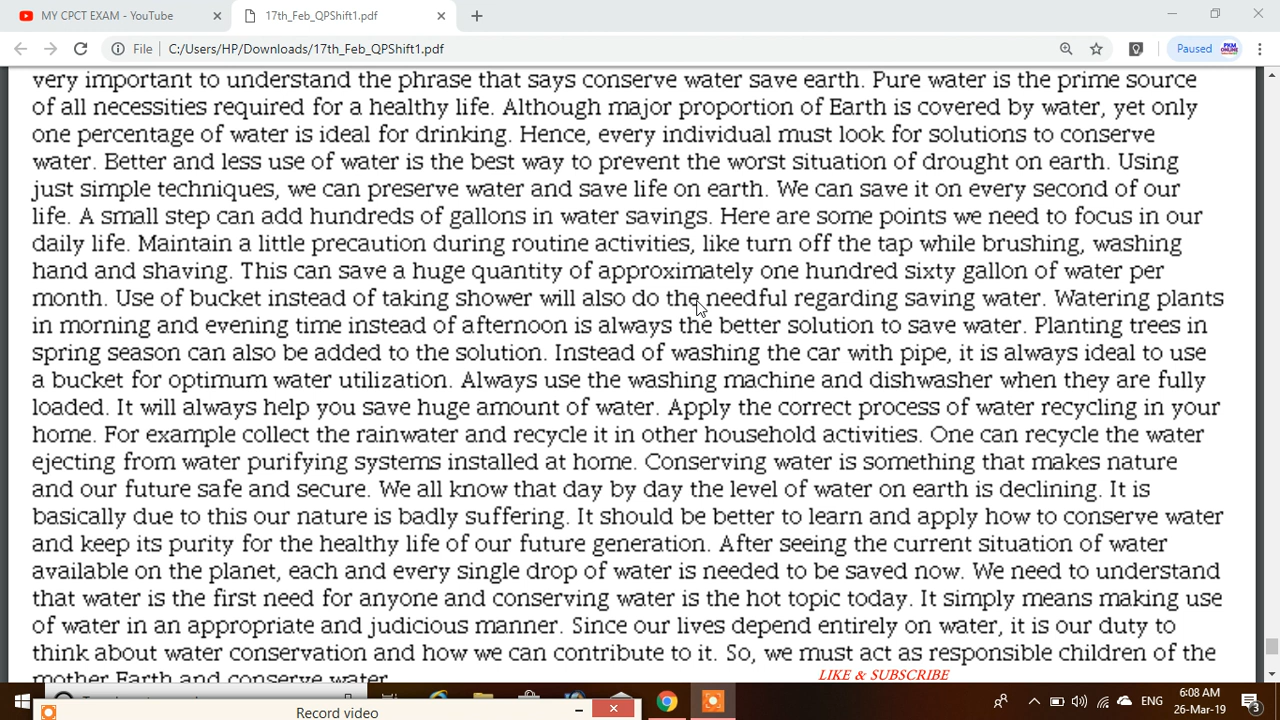 MY CPCT EXAM - YouTube
17th_Feb_QPShift1.pdf
File
C:/Users/HP/Downloads/17th_Feb_QPShift1.pdf
Paused
PKM
ONLINE
very important to understand the phrase that says conserve water save earth. Pure water is the prime source
of all necessities required for a healthy life. Although major proportion of Earth is covered by water, yet only
one percentage of water is ideal for drinking. Hence, every individual must look for solutions to conserve
water. Better and less use of water is the best way to prevent the worst situation of drought on earth. Using
just simple techniques, we can preserve water and save life on earth. We can save it on every second of our
life. A small step can add hundreds of gallons in water savings. Here are some points we need to focus in our
daily life. Maintain a little precaution during routine activities, like turn off the tap while brushing, washing
hand and shaving. This can save a huge quantity of approximately one hundred sixty gallon of water per
month. Use of bucket instead of taking shower will also do the needful regarding saving water. Watering plants
in morning and evening time instead of afternoon is always the better solution to save water. Planting trees in
spring season can also be added to the solution. Instead of washing the car with pipe, it is always ideal to use
a bucket for optimum water utilization. Always use the washing machine and dishwasher when they are fully
loaded. It will always help you save huge amount of water. Apply the correct process of water recycling in your
home. For example collect the rainwater and recycle it in other household activities. One can recycle the water
ejecting from water purifying systems installed at home. Conserving water is something that makes nature
and our future safe and secure. We all know that day by day the level of water on earth is declining. It is
basically due to this our nature is badly suffering. It should be better to learn and apply how to conserve water
and keep its purity for the healthy life of our future generation. After seeing the current situation of water
available on the planet, each and every single drop of water is needed to be saved now. We need to understand
that water is the first need for anyone and conserving water is the hot topic today. It simply means making use
of water in an appropriate and judicious manner. Since our lives depend entirely on water, it is our duty to
think about water conservation and how we can contribute to it. So, we must act as responsible children of the
mother Earth and conserve water.
LIKE & SUBSCRIBE
ENG
6:08 AM
26-Mar-19
3
Record video